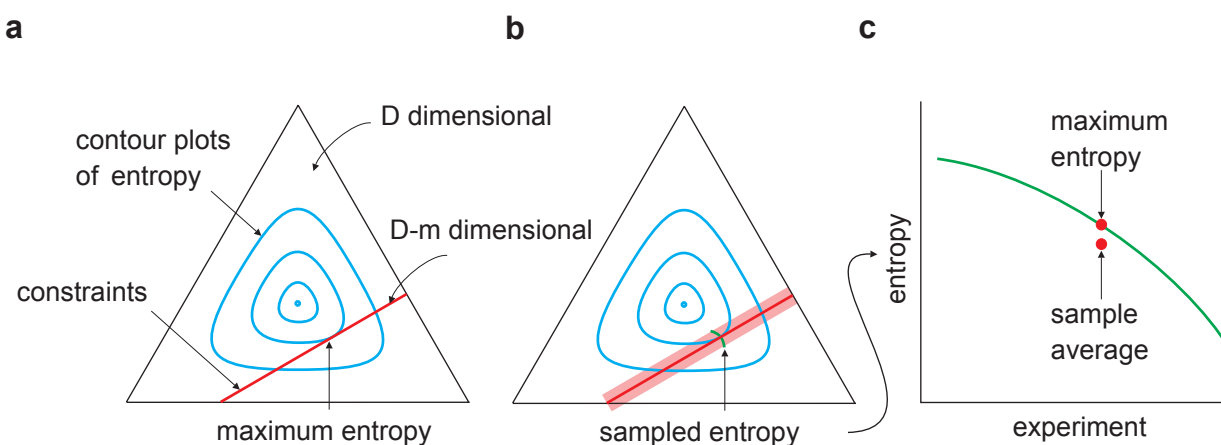 a
b
c
D dimensional
contour plots
of entropy
D-m dimensional
constraints
maximum entropy
sampled entropy
maximum
entropy
entropy
sample
average
experiment